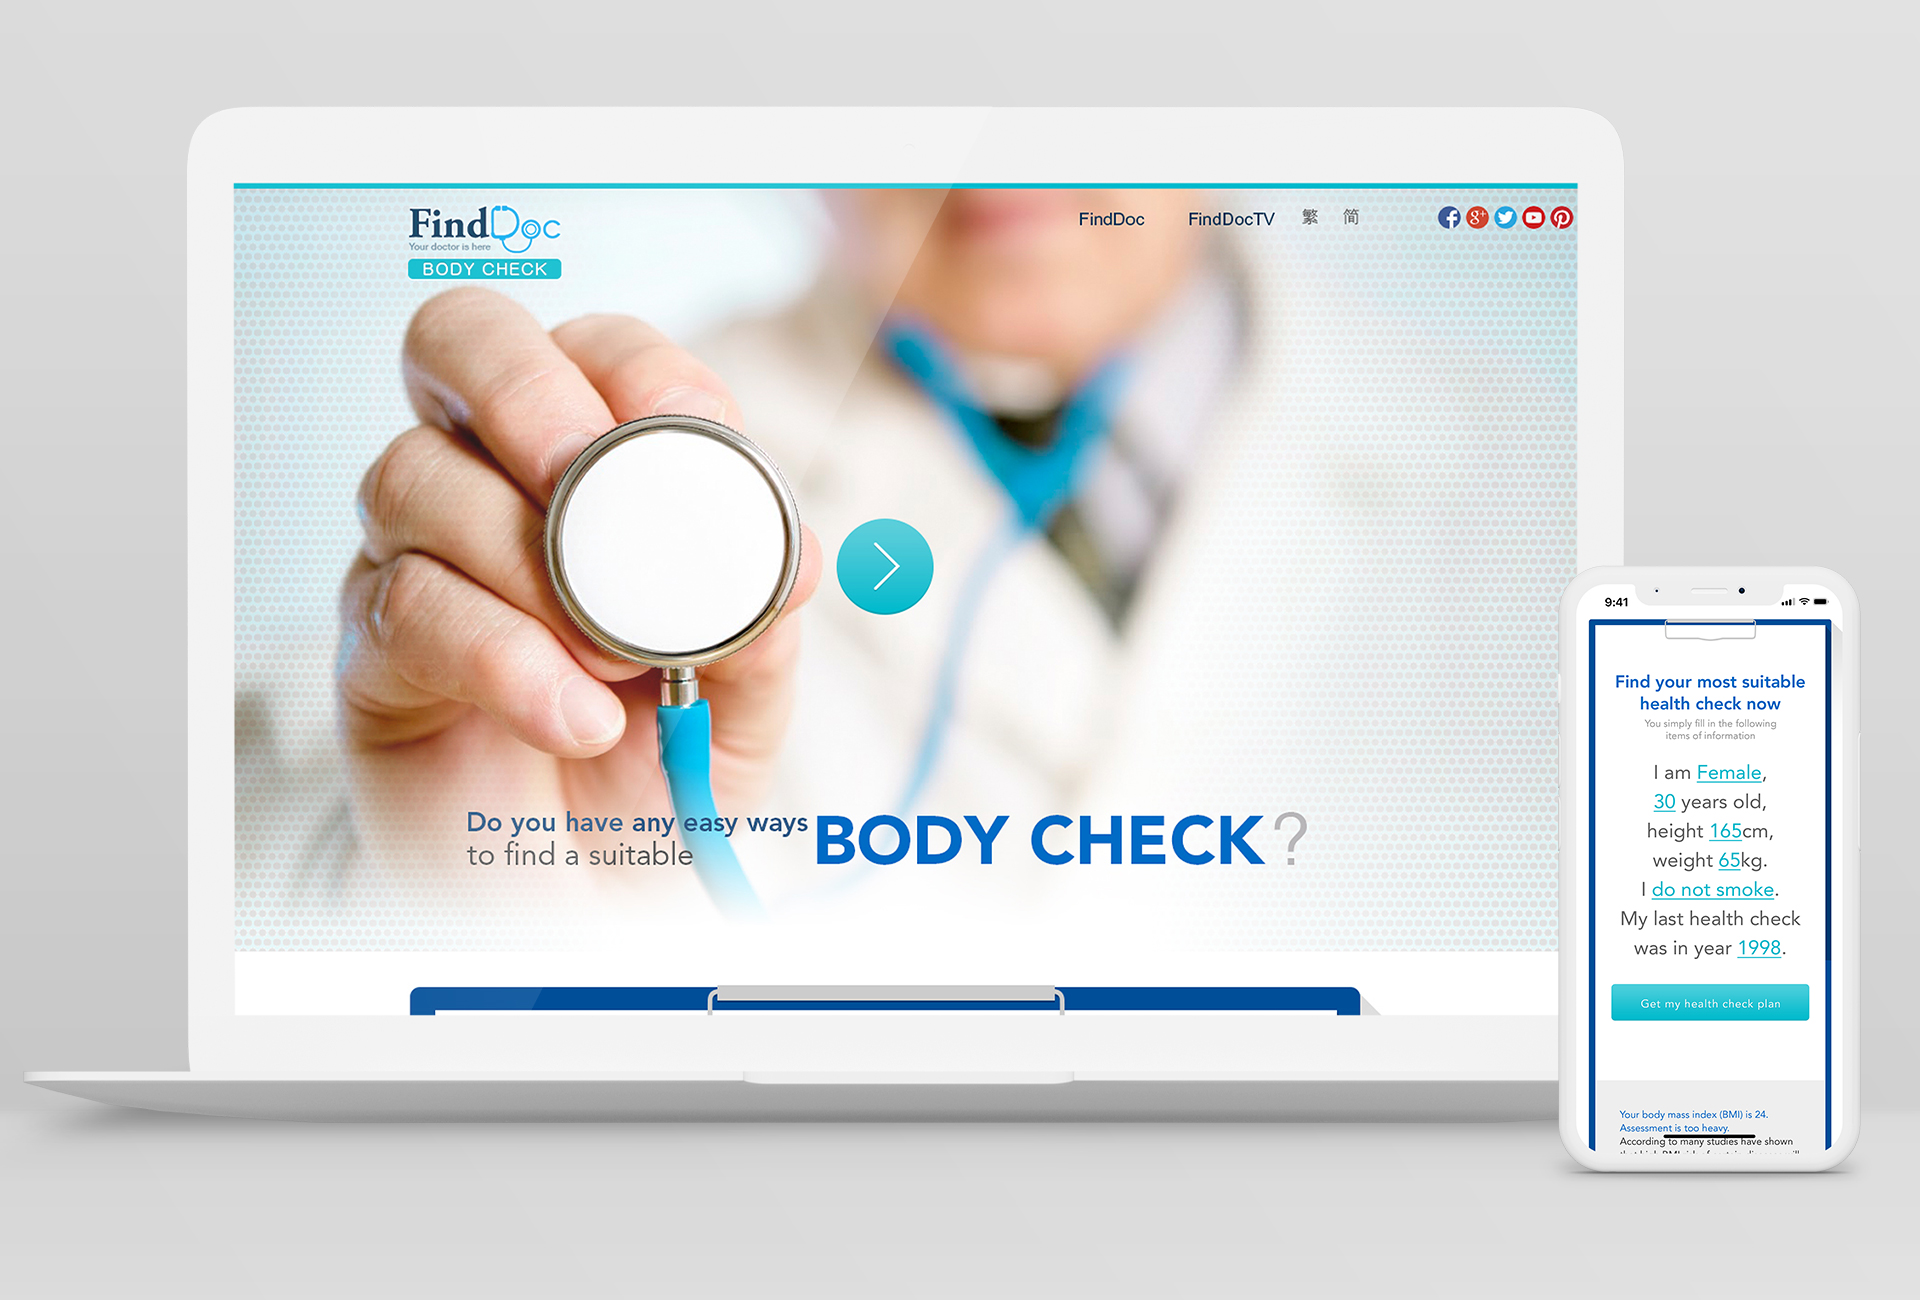 FindDoc
Your doctor is here
BODY CHECK
FindDoc FindDocTV 繁 简
Do you have any easy ways
to find a suitable
BODY CHECK?
9:41
Find your most suitable
health check now
You simply fill in the following
items of information
I am Female,
30 years old,
height 165cm,
weight 65kg.
I do not smoke.
My last health check
was in year 1998.
Get my health check plan
Your body mass index (BMI) is 24.
Assessment is too heavy.
According to many studies have shown